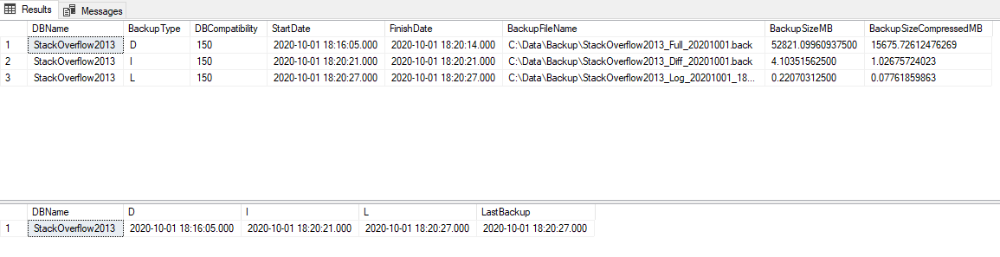 Results Messages
DBName BackupType DBCompatibility StartDate FinishDate BackupFileName BackupSizeMB BackupSizeCompressedMB
1 StackOverflow2013 D 150 2020-10-01 18:16:05.000 2020-10-01 18:20:14.000 C:\Data\Backup\StackOverflow2013_Full_20201001.back 52821.09960937500 15675.72612476269
2 StackOverflow2013 I 150 2020-10-01 18:20:21.000 2020-10-01 18:20:21.000 C:\Data\Backup\StackOverflow2013_Diff_20201001.back 4.10351562500 1.02675724023
3 StackOverflow2013 L 150 2020-10-01 18:20:27.000 2020-10-01 18:20:27.000 C:\Data\Backup\StackOverflow2013_Log_20201001_18... 0.22070312500 0.07761859863
DBName D I L LastBackup
1 StackOverflow2013 2020-10-01 18:16:05.000 2020-10-01 18:20:21.000 2020-10-01 18:20:27.000 2020-10-01 18:20:27.000